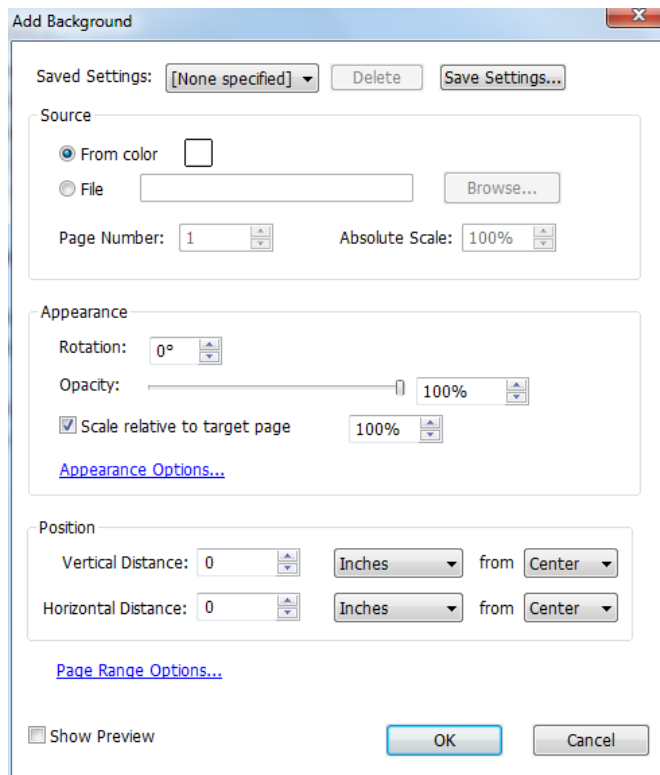 Add Background
x
Saved Settings: [None specified] Delete Save Settings...
Source
From color
File Browse...
Page Number: 1 Absolute Scale: 100%
Appearance
Rotation: 0°
Opacity: 100%
Scale relative to target page 100%
Appearance Options...
Position
Vertical Distance: 0 Inches from Center
Horizontal Distance: 0 Inches from Center
Page Range Options...
Show Preview OK Cancel